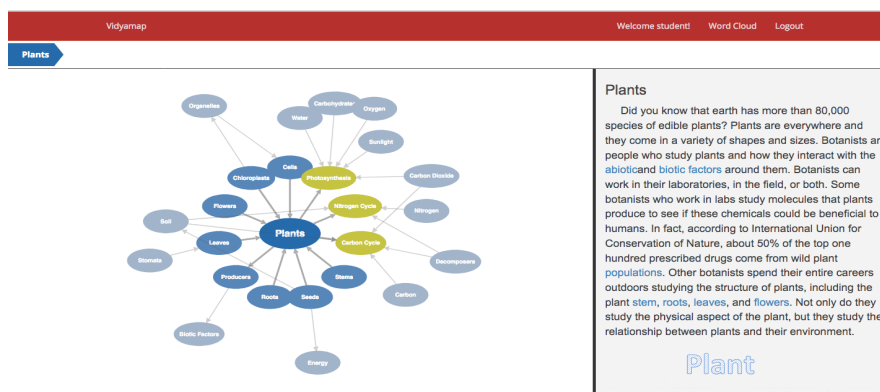 Vidyamap
Welcome student! Word Cloud Logout
Plants
Organelles
Carbohydrates
Oxygen
Water
Sunlight
Cells
Chloroplasts
Photosynthesis
Carbon Dioxide
Flowers
Nitrogen Cycle
Nitrogen
Soil
Plants
Leaves
Carbon Cycle
Stomata
Decomposers
Producers
Stems
Roots
Seeds
Carbon
Biotic Factors
Energy
Plants
Did you know that earth has more than 80,000
species of edible plants? Plants are everywhere and
they come in a variety of shapes and sizes. Botanists ar
people who study plants and how they interact with the
abioticand biotic factors around them. Botanists can
work in their laboratories, in the field, or both. Some
botanists who work in labs study molecules that plants
produce to see if these chemicals could be beneficial to
humans. In fact, according to International Union for
Conservation of Nature, about 50% of the top one
hundred prescribed drugs come from wild plant
populations. Other botanists spend their entire careers
outdoors studying the structure of plants, including the
plant stem, roots, leaves, and flowers. Not only do they
study the physical aspect of the plant, but they study the
relationship between plants and their environment.
Plant